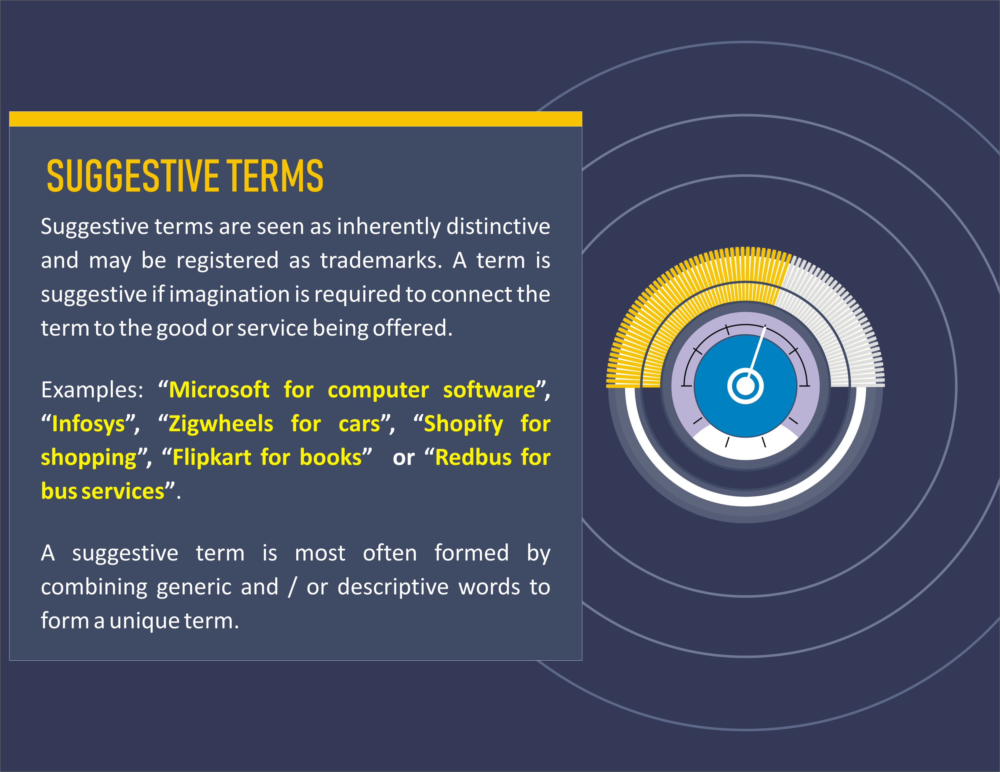 SUGGESTIVE TERMS
Suggestive terms are seen as inherently distinctive
and may be registered as trademarks. A term is
suggestive if imagination is required to connect the
term to the good or service being offered.
Examples: “Microsoft for computer software”,
“Infosys”, “Zigwheels for cars”, “Shopify for
shopping”, “Flipkart for books” or “Redbus for
bus services”.
A suggestive term is most often formed by
combining generic and / or descriptive words to
form a unique term.